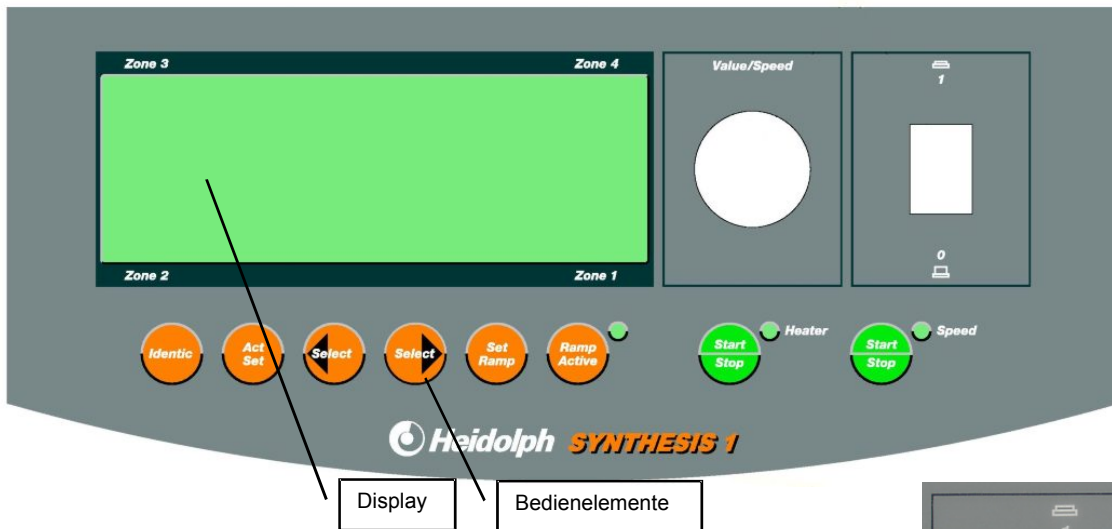 Zone 3
Zone 4
Value/Speed
1
Zone 2
Zone 1
0
Identic
Act
Set
Select
Select
Set
Ramp
Ramp
Active
Start
Stop
Heater
Start
Stop
Speed
Heidolph SYNTHESIS 1
Display
Bedienelemente